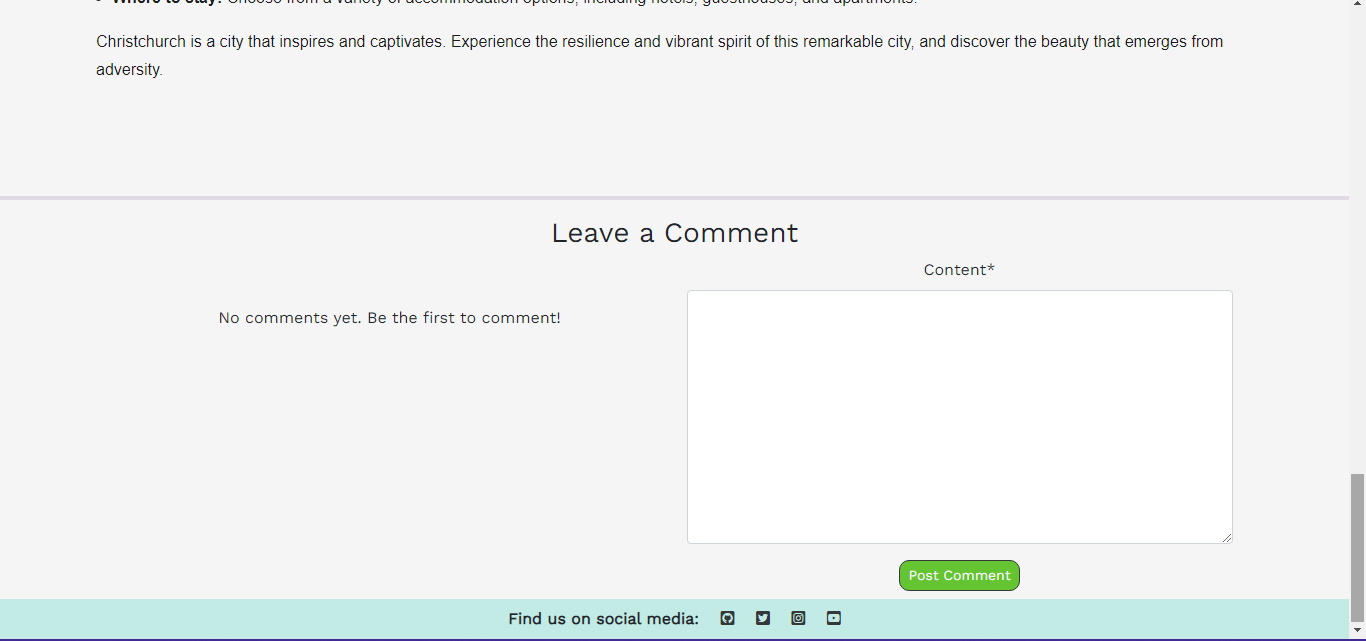 Where to stay: Choose from a variety of accommodation options, including hotels, guesthouses, and apartments.
Christchurch is a city that inspires and captivates. Experience the resilience and vibrant spirit of this remarkable city, and discover the beauty that emerges from
adversity.
Leave a Comment
Content*
No comments yet. Be the first to comment!
Post Comment
Find us on social media: